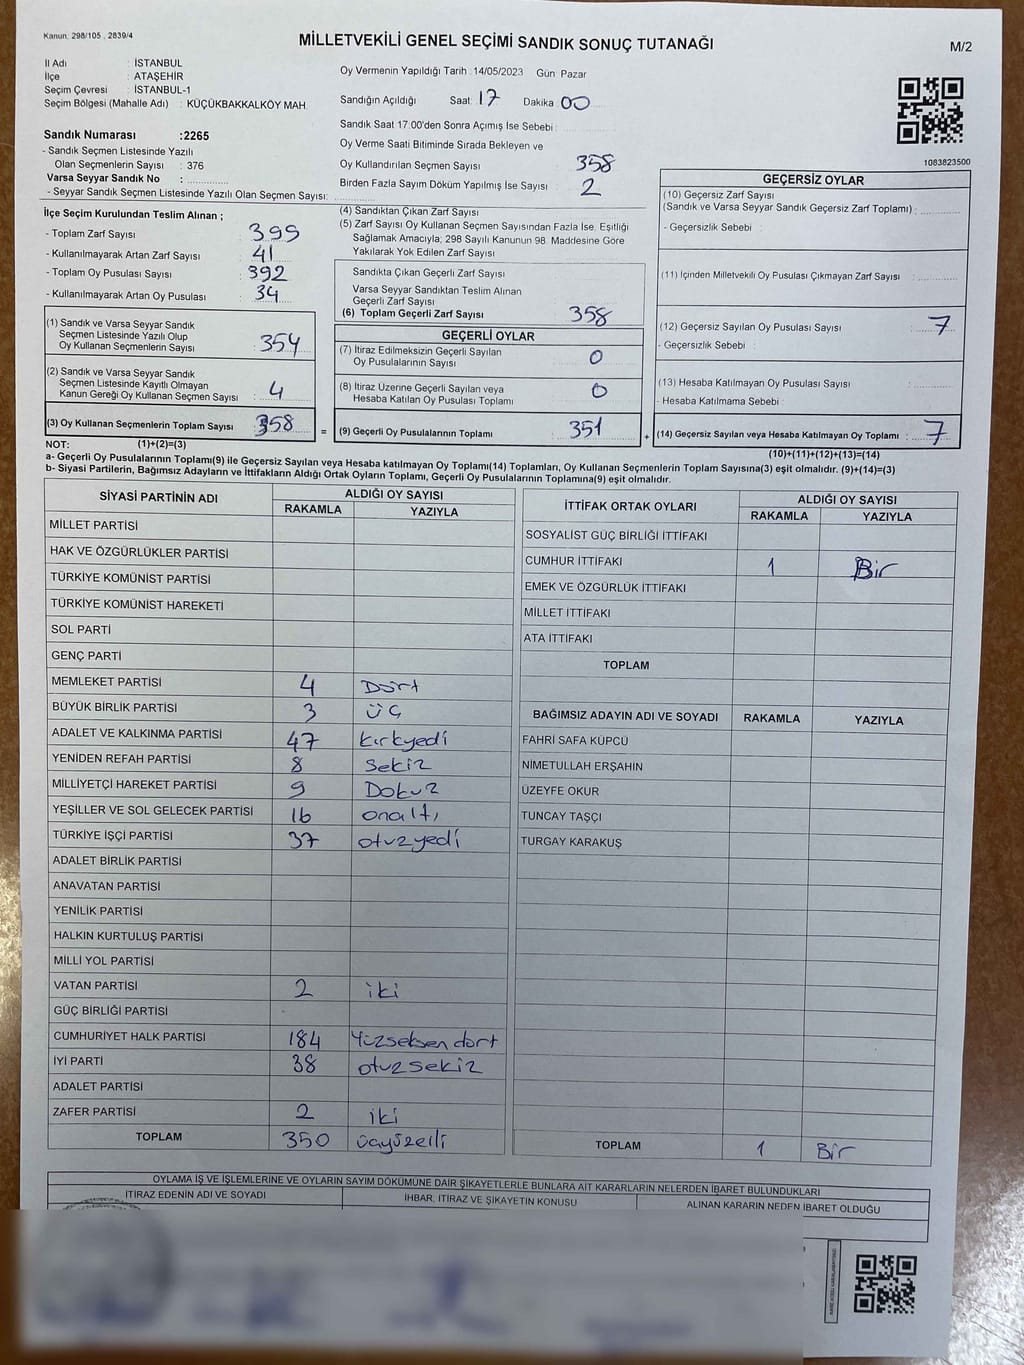 Kanun: 298/105 , 2839/4
MİLLETVEKİLİ GENEL SEÇİMİ SANDIK SONUÇ TUTANAĞI
M/2
İl Adı : İSTANBUL
İlçe : ATAŞEHİR
Seçim Çevresi : İSTANBUL-1
Seçim Bölgesi (Mahalle Adı) : KÜÇÜKBAKKALKÖY MAH.
Sandık Numarası :2265
- Sandık Seçmen Listesinde Yazılı
Olan Seçmenlerin Sayısı : 376
Varsa Seyyar Sandık No :
- Seyyar Sandık Seçmen Listesinde Yazılı Olan Seçmen Sayısı:
Oy Vermenin Yapıldığı Tarih : 14/05/2023 Gün Pazar
Sandığın Açıldığı Saat: 17 Dakika 00
Sandık Saat 17:00'den Sonra Açımış İse Sebebi :
Oy Verme Saati Bitiminde Sırada Bekleyen ve
Oy Kullandırılan Seçmen Sayısı 358
Birden Fazla Sayım Döküm Yapılmış İse Sayısı 2
1083823500
İlçe Seçim Kurulundan Teslim Alınan ;
- Toplam Zarf Sayısı 399
- Kullanılmayarak Artan Zarf Sayısı 41
- Toplam Oy Pusulası Sayısı 392
- Kullanılmayarak Artan Oy Pusulası 34
(1) Sandık ve Varsa Seyyar Sandık
Seçmen Listesinde Yazılı Olup
Oy Kullanan Seçmenlerin Sayısı : 354
(2) Sandık ve Varsa Seyyar Sandık
Seçmen Listesinde Kayıtlı Olmayan
Kanun Gereği Oy Kullanan Seçmen Sayısı : 4
(3) Oy Kullanan Seçmenlerin Toplam Sayısı 358
(4) Sandıktan Çıkan Zarf Sayısı
(5) Zarf Sayısı Oy Kullanan Seçmen Sayısından Fazla İse, Eşitliği
Sağlamak Amacıyla; 298 Sayılı Kanunun 98. Maddesine Göre
Yakılarak Yok Edilen Zarf Sayısı
Sandıkta Çıkan Geçerli Zarf Sayısı
Varsa Seyyar Sandıktan Teslim Alınan
Geçerli Zarf Sayısı
(6) Toplam Geçerli Zarf Sayısı 358
GEÇERLİ OYLAR
(7) İtiraz Edilmeksizin Geçerli Sayılan
Oy Pusulalarının Sayısı 0
(8) İtiraz Üzerine Geçerli Sayılan veya
Hesaba Katılan Oy Pusulası Toplamı 0
= (9) Geçerli Oy Pusulalarının Toplamı 351
GEÇERSİZ OYLAR
(10) Geçersiz Zarf Sayısı
(Sandık ve Varsa Seyyar Sandık Geçersiz Zarf Toplamı) :
- Geçersizlik Sebebi :
(11) İçinden Milletvekili Oy Pusulası Çıkmayan Zarf Sayısı :
(12) Geçersiz Sayılan Oy Pusulası Sayısı : 7
- Geçersizlik Sebebi :
(13) Hesaba Katılmayan Oy Pusulası Sayısı :
- Hesaba Katılmama Sebebi :
+ (14) Geçersiz Sayılan veya Hesaba Katılmayan Oy Toplamı : 7
NOT: (1)+(2)=(3)
(10)+(11)+(12)+(13)=(14)
a- Geçerli Oy Pusulalarının Toplamı(9) ile Geçersiz Sayılan veya Hesaba katılmayan Oy Toplamı(14) Toplamları, Oy Kullanan Seçmenlerin Toplam Sayısına(3) eşit olmalıdır. (9)+(14)=(3)
b- Siyasi Partilerin, Bağımsız Adayların ve İttifakların Aldığı Ortak Oyların Toplamı, Geçerli Oy Pusulalarının Toplamına(9) eşit olmalıdır.
SİYASİ PARTİNİN ADI ALDIĞI OY SAYISI
RAKAMLA YAZIYLA
MİLLET PARTİSİ
HAK VE ÖZGÜRLÜKLER PARTİSİ
TÜRKİYE KOMÜNİST PARTİSİ
TÜRKİYE KOMÜNİST HAREKETİ
SOL PARTİ
GENÇ PARTİ
MEMLEKET PARTİSİ 4 Dört
BÜYÜK BİRLİK PARTİSİ 3 üç
ADALET VE KALKINMA PARTİSİ 47 kırkyedi
YENİDEN REFAH PARTİSİ 8 Sekiz
MİLLİYETÇİ HAREKET PARTİSİ 9 Dokuz
YEŞİLLER VE SOL GELECEK PARTİSİ 16 onaltı
TÜRKİYE İŞÇİ PARTİSİ 37 otuzyedi
ADALET BİRLİK PARTİSİ
ANAVATAN PARTİSİ
YENİLİK PARTİSİ
HALKIN KURTULUŞ PARTİSİ
MİLLİ YOL PARTİSİ
VATAN PARTİSİ 2 iki
GÜÇ BİRLİĞİ PARTİSİ
CUMHURİYET HALK PARTİSİ 184 Yüzseksendört
İYİ PARTİ 38 otuzsekiz
ADALET PARTİSİ
ZAFER PARTİSİ 2 iki
TOPLAM 350 üçyüzelli
İTTİFAK ORTAK OYLARI ALDIĞI OY SAYISI
RAKAMLA YAZIYLA
SOSYALİST GÜÇ BİRLİĞİ İTTİFAKI
CUMHUR İTTİFAKI 1 Bir
EMEK VE ÖZGÜRLÜK İTTİFAKI
MİLLET İTTİFAKI
ATA İTTİFAKI
TOPLAM
BAĞIMSIZ ADAYIN ADI VE SOYADI RAKAMLA YAZIYLA
FAHRİ SAFA KÜPCÜ
NİMETULLAH ERŞAHİN
ÜZEYFE OKUR
TUNCAY TAŞÇI
TURGAY KARAKUŞ
TOPLAM 1 Bir
OYLAMA İŞ VE İŞLEMLERİNE VE OYLARIN SAYIM DÖKÜMÜNE DAİR ŞİKAYETLERLE BUNLARA AİT KARARLARIN NELERDEN İBARET BULUNDUKLARI
İTİRAZ EDENİN ADI VE SOYADI İHBAR, İTİRAZ VE ŞİKAYETİN KONUSU ALINAN KARARIN NEDEN İBARET OLDUĞU